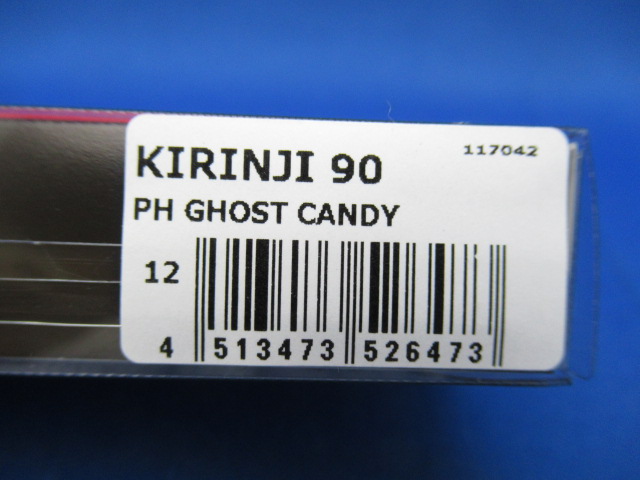 KIRINJI 90
117042
PH GHOST CANDY
12
4 513473 526473